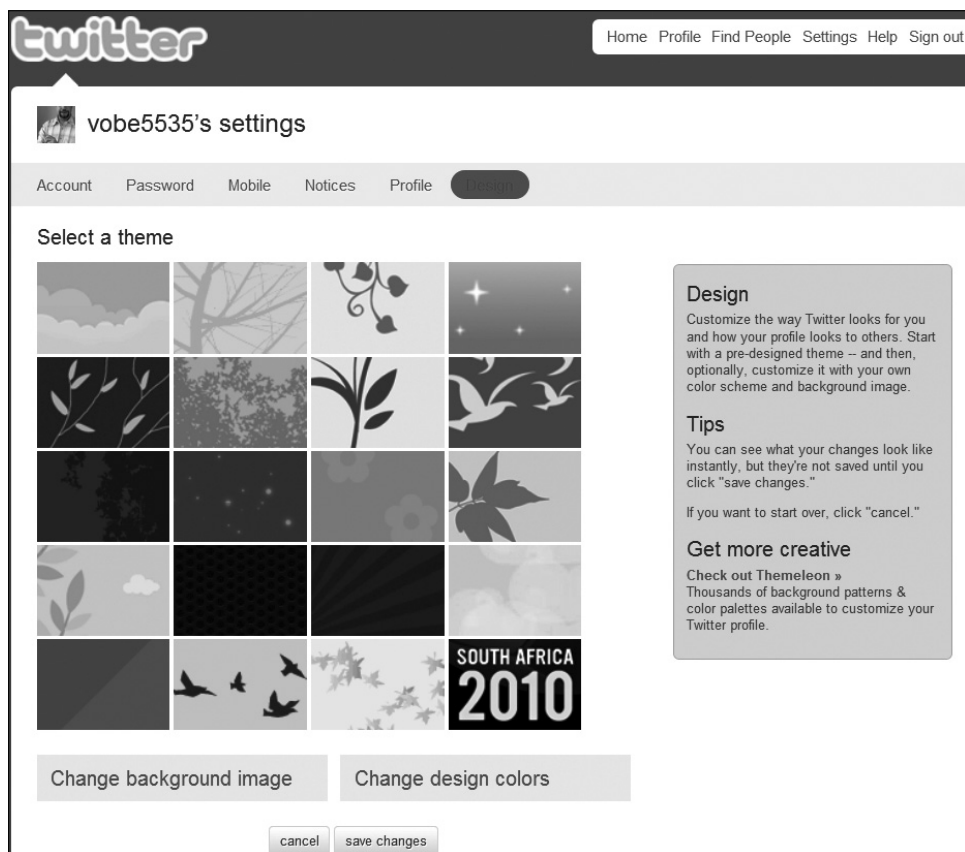 twitter
Home Profile Find People Settings Help Sign out
vobe5535's settings
Account Password Mobile Notices Profile Design
Select a theme
SOUTH AFRICA
2010
Change background image
Change design colors
cancel
save changes
Design
Customize the way Twitter looks for you
and how your profile looks to others. Start
with a pre-designed theme -- and then,
optionally, customize it with your own
color scheme and background image.
Tips
You can see what your changes look like
instantly, but they're not saved until you
click "save changes."
If you want to start over, click "cancel."
Get more creative
Check out Themeleon »
Thousands of background patterns &
color palettes available to customize your
Twitter profile.